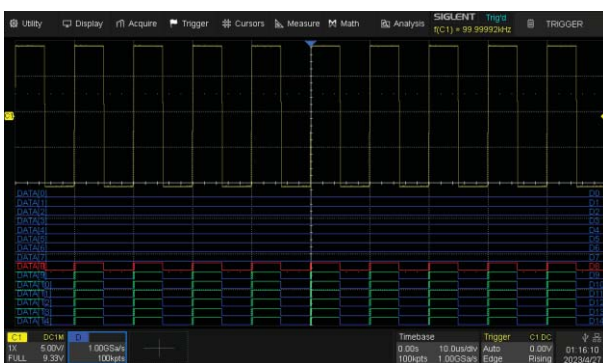 Utility Display Acquire Trigger Cursors Measure Math Analysis SIGLENT Trig'd TRIGGER
f(C1) = 99.99992kHz
C1
DATA[0] D0
DATA[1] D1
DATA[2] D2
DATA[3] D3
DATA[4] D4
DATA[5] D5
DATA[6] D6
DATA[7] D7
DATA[8] D8
DATA[9] D9
DATA[10] D10
DATA[11] D11
DATA[12] D12
DATA[13] D13
DATA[14] D14
C1 DC1M D Timebase Trigger C1 DC
1X 5.00V/ 1.00GSa/s 0.00s 10.0us/div Auto 0.00V 01:16:10
FULL 9.33V 100kpts 100kpts 1.00GSa/s Edge Rising 2023/4/27